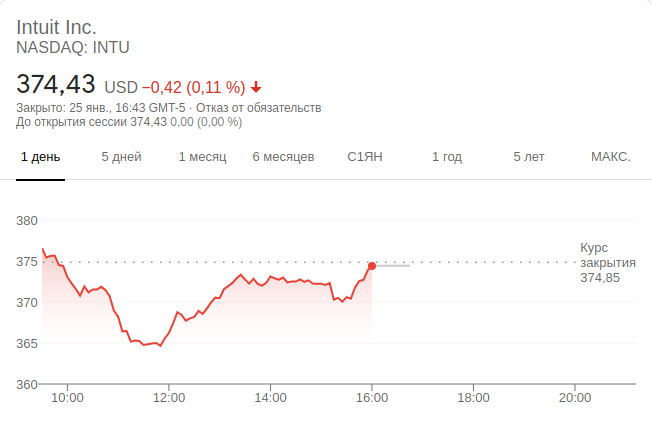 Intuit Inc.
NASDAQ: INTU
374,43 USD −0,42 (0,11 %)
Закрыто: 25 янв., 16:43 GMT-5 · Отказ от обязательств
До открытия сессии 374,43 0,00 (0,00 %)
1 день 5 дней 1 месяц 6 месяцев С1ЯН 1 год 5 лет МАКС.
380
375
370
365
360
Курс
закрытия
374,85
10:00 12:00 14:00 16:00 18:00 20:00